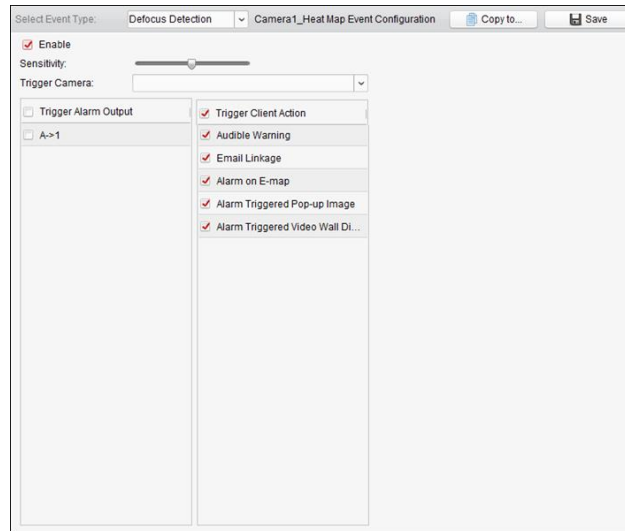 Select Event Type: Defocus Detection Camera1_Heat Map Event Configuration Copy to... Save
Enable
Sensitivity:
Trigger Camera:
Trigger Alarm Output Trigger Client Action
A->1 Audible Warning
Email Linkage
Alarm on E-map
Alarm Triggered Pop-up Image
Alarm Triggered Video Wall Di...